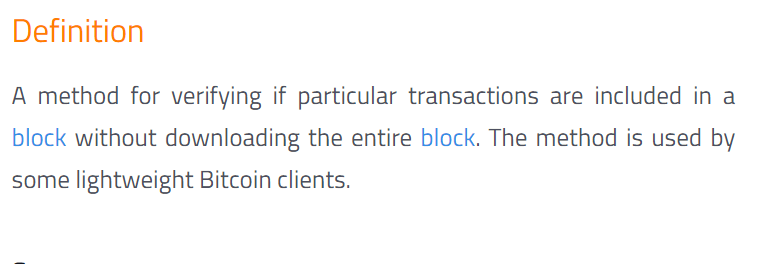 Definition
A method for verifying if particular transactions are included in a
block without downloading the entire block. The method is used by
some lightweight Bitcoin clients.